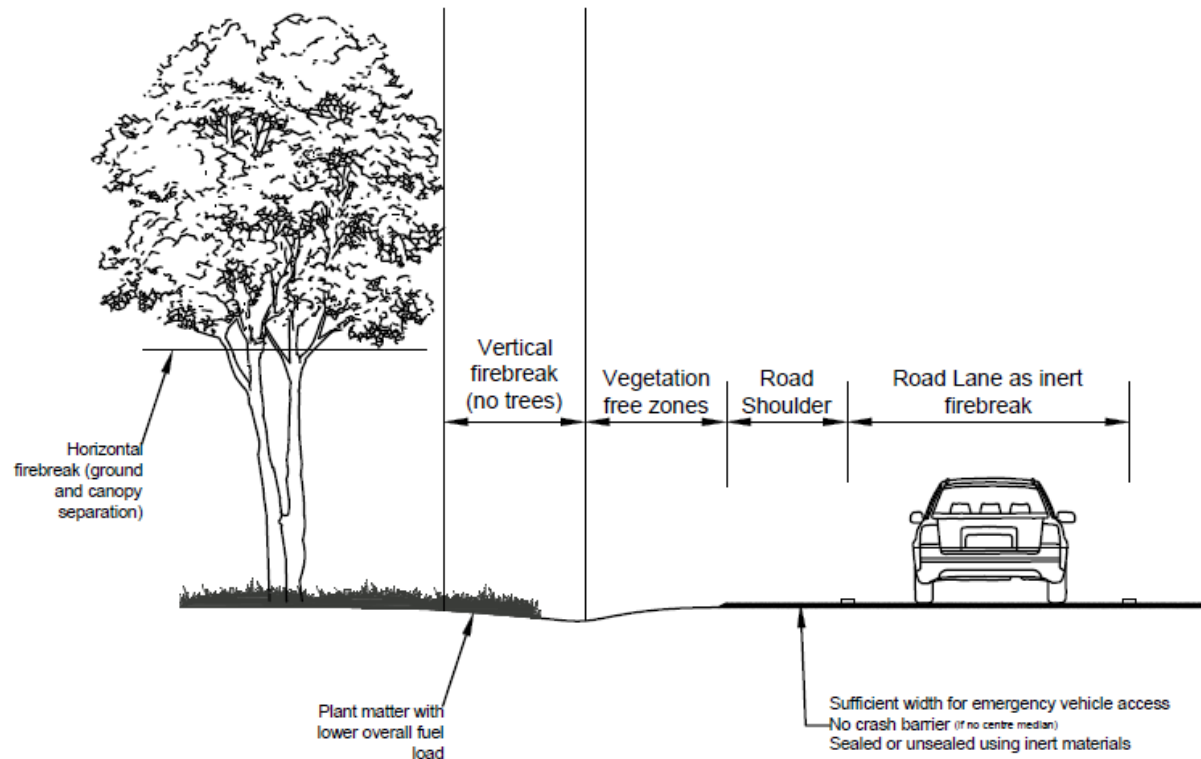 Vertical
firebreak
(no trees)
Vegetation
free zones
Road
Shoulder
Road Lane as inert
firebreak
Horizontal
firebreak (ground
and canopy
separation)
Plant matter with
lower overall fuel
load
Sufficient width for emergency vehicle access
No crash barrier (if no centre median)
Sealed or unsealed using inert materials